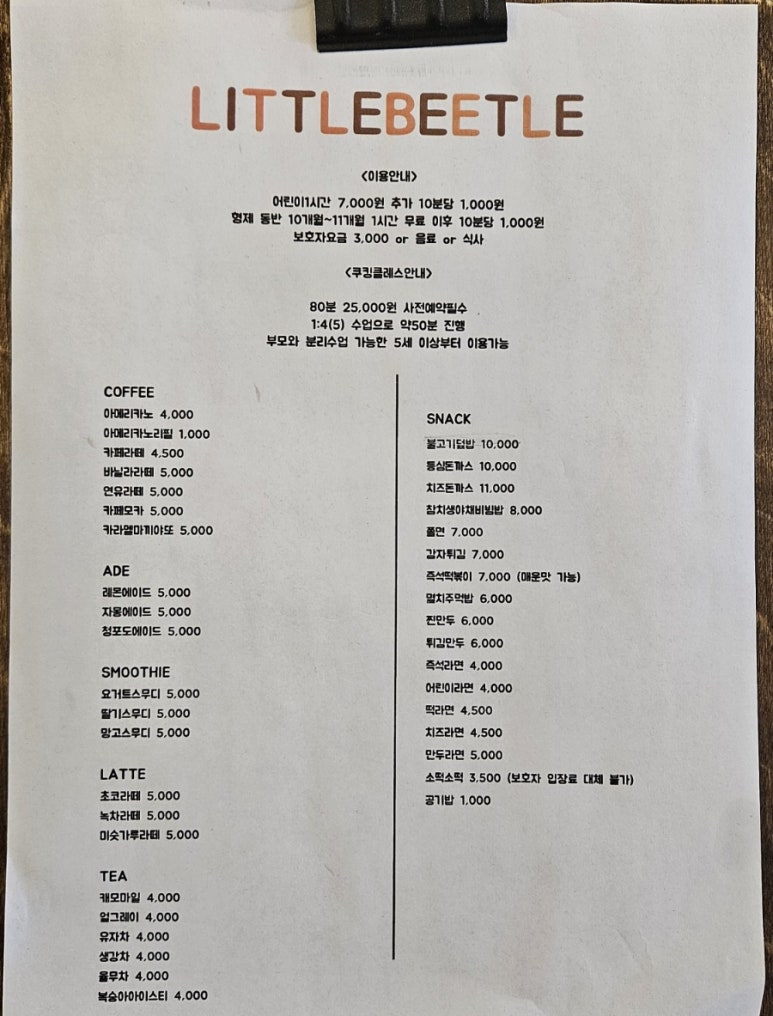 LITTLEBEETLE
<이용안내>
어린이1시간 7,000원 추가 10분당 1,000원
형제 동반 10개월~11개월 1시간 무료 이후 10분당 1,000원
보호자요금 3,000 or 음료 or 식사
<쿠킹클레스안내>
80분 25,000원 사전예약필수
1:4(5) 수업으로 약50분 진행
부모와 분리수업 가능한 5세 이상부터 이용가능
COFFEE
아메리카노 4,000
아메리카노리필 1,000
카페라떼 4,500
바닐라라떼 5,000
연유라떼 5,000
카페모카 5,000
카라멜마끼야또 5,000
ADE
레몬에이드 5,000
자몽에이드 5,000
청포도에이드 5,000
SMOOTHIE
요거트스무디 5,000
딸기스무디 5,000
망고스무디 5,000
LATTE
초코라떼 5,000
녹차라떼 5,000
미숫가루라떼 5,000
TEA
캐모마일 4,000
얼그레이 4,000
유자차 4,000
생강차 4,000
율무차 4,000
복숭아아이스티 4,000
SNACK
불고기덮밥 10,000
등심돈까스 10,000
치즈돈까스 11,000
참치생야채비빔밥 8,000
쫄면 7,000
감자튀김 7,000
즉석떡볶이 7,000 (매운맛 가능)
멸치주먹밥 6,000
찐만두 6,000
튀김만두 6,000
즉석라면 4,000
어린이라면 4,000
떡라면 4,500
치즈라면 4,500
만두라면 5,000
소떡소떡 3,500 (보호자 입장료 대체 불가)
공기밥 1,000